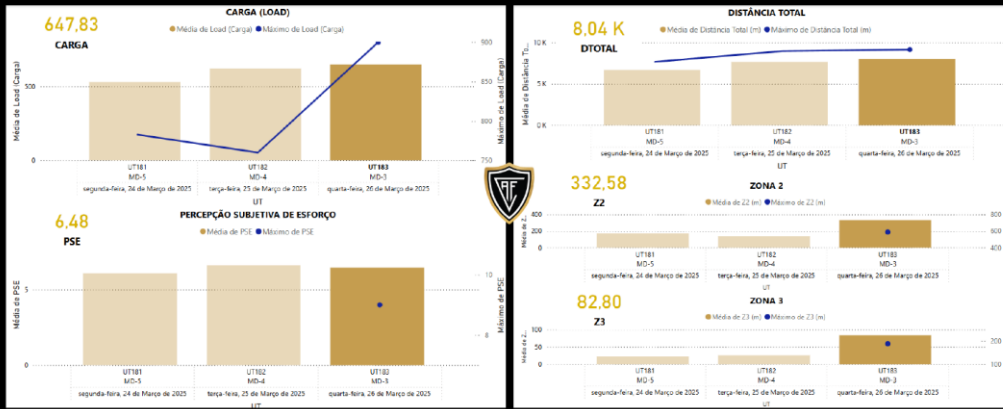 CARGA (LOAD)
647,83
CARGA
Média de Load (Carga) Máximo de Load (Carga)
Média de Load (Carga)
500
0
900
850
800
750
Máximo de Load (Carga)
UT181 UT182 UT183
MD-5 MD-4 MD-3
segunda-feira, 24 de Março de 2025 terça-feira, 25 de Março de 2025 quarta-feira, 26 de Março de 2025
UT
PERCEPÇÃO SUBJETIVA DE ESFORÇO
6,48
PSE
Média de PSE Máximo de PSE
Média de PSE
5
0
10
8
Máximo de PSE
UT181 UT182 UT183
MD-5 MD-4 MD-3
segunda-feira, 24 de Março de 2025 terça-feira, 25 de Março de 2025 quarta-feira, 26 de Março de 2025
UT
DISTÂNCIA TOTAL
8,04 K
DTOTAL
Média de Distância Total (m) Máximo de Distância Total (m)
Média de Distância To...
10 K
5 K
0 K
UT181 UT182 UT183
MD-5 MD-4 MD-3
segunda-feira, 24 de Março de 2025 terça-feira, 25 de Março de 2025 quarta-feira, 26 de Março de 2025
UT
332,58
Z2
ZONA 2
Média de Z2 (m) Máximo de Z2 (m)
Média de Z...
400
200
0
800
600
400
UT181 UT182 UT183
MD-5 MD-4 MD-3
segunda-feira, 24 de Março de 2025 terça-feira, 25 de Março de 2025 quarta-feira, 26 de Março de 2025
UT
82,80
Z3
ZONA 3
Média de Z3 (m) Máximo de Z3 (m)
Média de Z...
100
50
0
200
100
UT181 UT182 UT183
MD-5 MD-4 MD-3
segunda-feira, 24 de Março de 2025 terça-feira, 25 de Março de 2025 quarta-feira, 26 de Março de 2025
UT